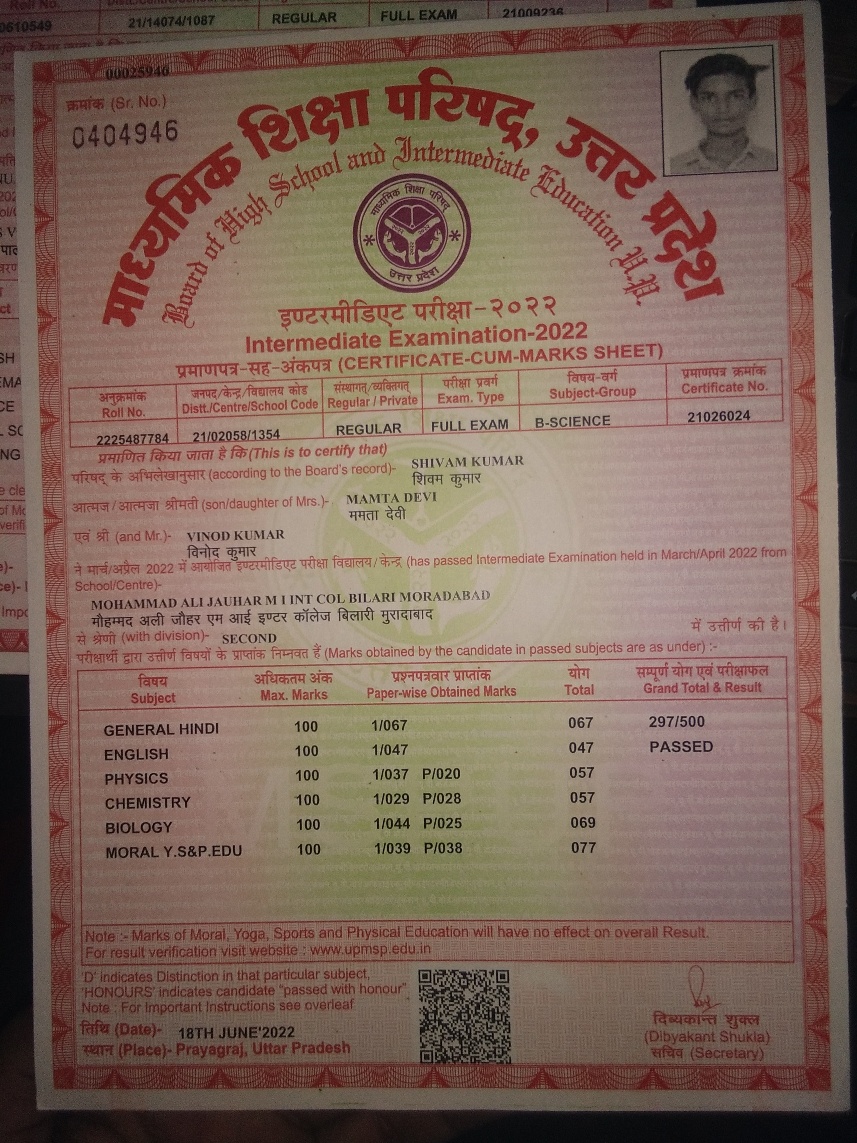 Roll No.
0610549 21/14074/1087 REGULAR FULL EXAM 21009236
00025946
क्रमांक (Sr. No.)
0404946
माध्यमिक शिक्षा परिषद्, उत्तर प्रदेश
Board of High School and Intermediate Education U.P.
माध्यमिक शिक्षा परिषद्
उत्तर प्रदेश
इण्टरमीडिएट परीक्षा-२०२२
Intermediate Examination-2022
प्रमाणपत्र-सह-अंकपत्र (CERTIFICATE-CUM-MARKS SHEET)
अनुक्रमांक जनपद/केन्द्र/विद्यालय कोड संस्थागत/व्यक्तिगत परीक्षा प्रवर्ग विषय-वर्ग प्रमाणपत्र क्रमांक
Roll No. Distt./Centre/School Code Regular / Private Exam. Type Subject-Group Certificate No.
2225487784 21/02058/1354 REGULAR FULL EXAM B-SCIENCE 21026024
प्रमाणित किया जाता है कि (This is to certify that)
परिषद् के अभिलेखानुसार (according to the Board's record)- SHIVAM KUMAR
शिवम कुमार
आत्मज/आत्मजा श्रीमती (son/daughter of Mrs.)- MAMTA DEVI
ममता देवी
एवं श्री (and Mr.)- VINOD KUMAR
विनोद कुमार
ने मार्च/अप्रैल 2022 में आयोजित इण्टरमीडिएट परीक्षा विद्यालय/केन्द्र (has passed Intermediate Examination held in March/April 2022 from
School/Centre)-
MOHAMMAD ALI JAUHAR M I INT COL BILARI MORADABAD
मौहम्मद अली जौहर एम आई इण्टर कॉलेज बिलारी मुरादाबाद
से श्रेणी (with division)- SECOND में उत्तीर्ण की है।
परीक्षार्थी द्वारा उत्तीर्ण विषयों के प्राप्तांक निम्नवत हैं (Marks obtained by the candidate in passed subjects are as under) :-
विषय अधिकतम अंक प्रश्नपत्रवार प्राप्तांक योग सम्पूर्ण योग एवं परीक्षाफल
Subject Max. Marks Paper-wise Obtained Marks Total Grand Total & Result
GENERAL HINDI 100 1/067 067 297/500
ENGLISH 100 1/047 047 PASSED
PHYSICS 100 1/037 P/020 057
CHEMISTRY 100 1/029 P/028 057
BIOLOGY 100 1/044 P/025 069
MORAL Y.S&P.EDU 100 1/039 P/038 077
Note :- Marks of Moral, Yoga, Sports and Physical Education will have no effect on overall Result.
For result verification visit website : www.upmsp.edu.in
'D' indicates Distinction in that particular subject,
'HONOURS' indicates candidate "passed with honour".
Note : For Important Instructions see overleaf
तिथि (Date)- 18TH JUNE'2022
स्थान (Place)- Prayagraj, Uttar Pradesh
दिब्यकान्त शुक्ल
(Dibyakant Shukla)
सचिव (Secretary)